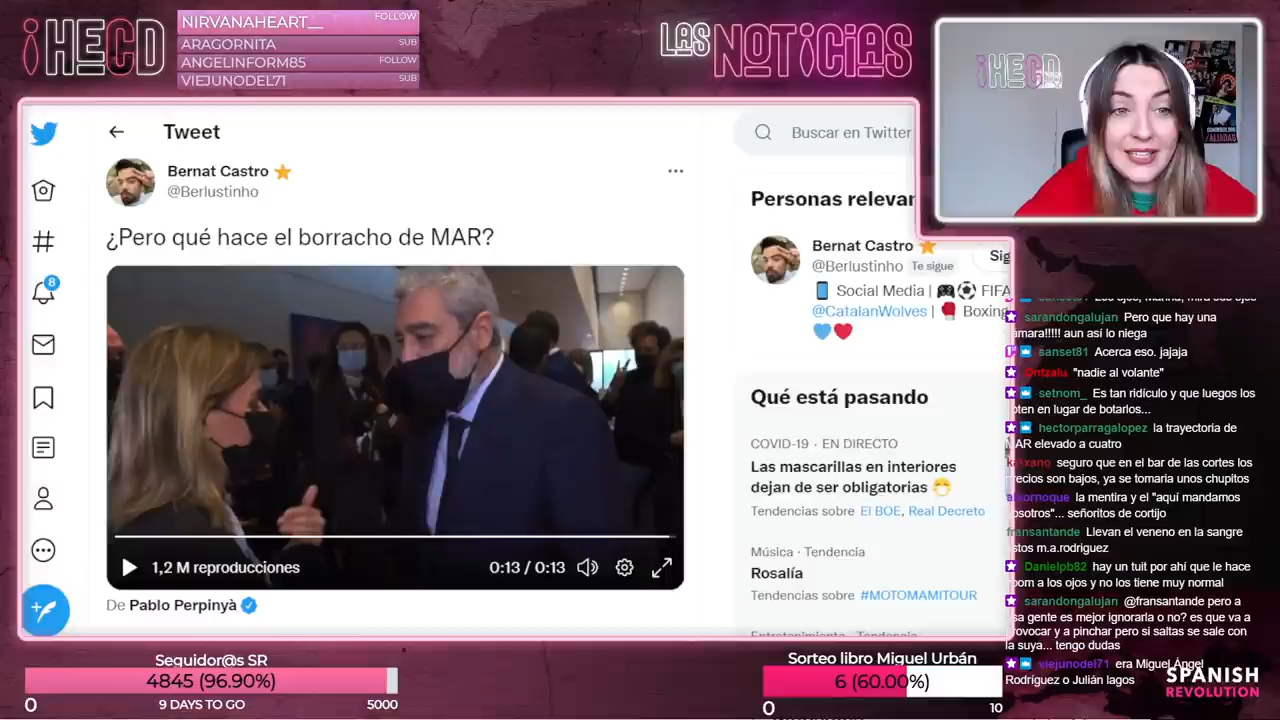 ¡HECD
NIRVANAHEART__ FOLLOW
ARAGORNITA SUB
ANGELINFORM85 FOLLOW
VIEJUNODEL71 SUB
LAS NOTICIAS
¡HECD
Tweet
Buscar en Twitter
Bernat Castro
@Berlustinho
¿Pero qué hace el borracho de MAR?
1,2 M reproducciones
0:13 / 0:13
De Pablo Perpinyà
8
Personas relevan
Bernat Castro
@Berlustinho Te sigue
Sig
Social Media | FIFA
@CatalanWolves | Boxing
Qué está pasando
COVID-19 · EN DIRECTO
Las mascarillas en interiores
dejan de ser obligatorias
Tendencias sobre El BOE, Real Decreto
Música · Tendencia
Rosalía
Tendencias sobre #MOTOMAMITOUR
Entretenimiento · Tendencia
sarandongalujan Pero que hay una
amara!!!!! aun así lo niega
sanset81 Acerca eso. jajaja
Ontzalu "nadie al volante"
setnom_ Es tan ridículo y que luegos los
oten en lugar de botarlos...
hectorparragalopez la trayectoria de
MAR elevado a cuatro
seguro que en el bar de las cortes los
recios son bajos, ya se tomaria unos chupitos
la mentira y el "aquí mandamos
osotros"... señoritos de cortijo
fransantande Llevan el veneno en la sangre
stos m.a.rodriguez
Danielpb82 hay un tuit por ahi que le hace
oom a los ojos y no los tiene muy normal
sarandongalujan @fransantande pero a
sa gente es mejor ignorarla o no? es que va a
rovocar y a pinchar pero si saltas se sale con
la suya... tengo dudas
viejunodel71 era Miguel Ángel
Rodríguez o Julián lagos
SPANISH
REVOLUTION
Seguidor@s SR
4845 (96.90%)
0 9 DAYS TO GO 5000
Sorteo libro Miguel Urbán
6 (60.00%)
0 10